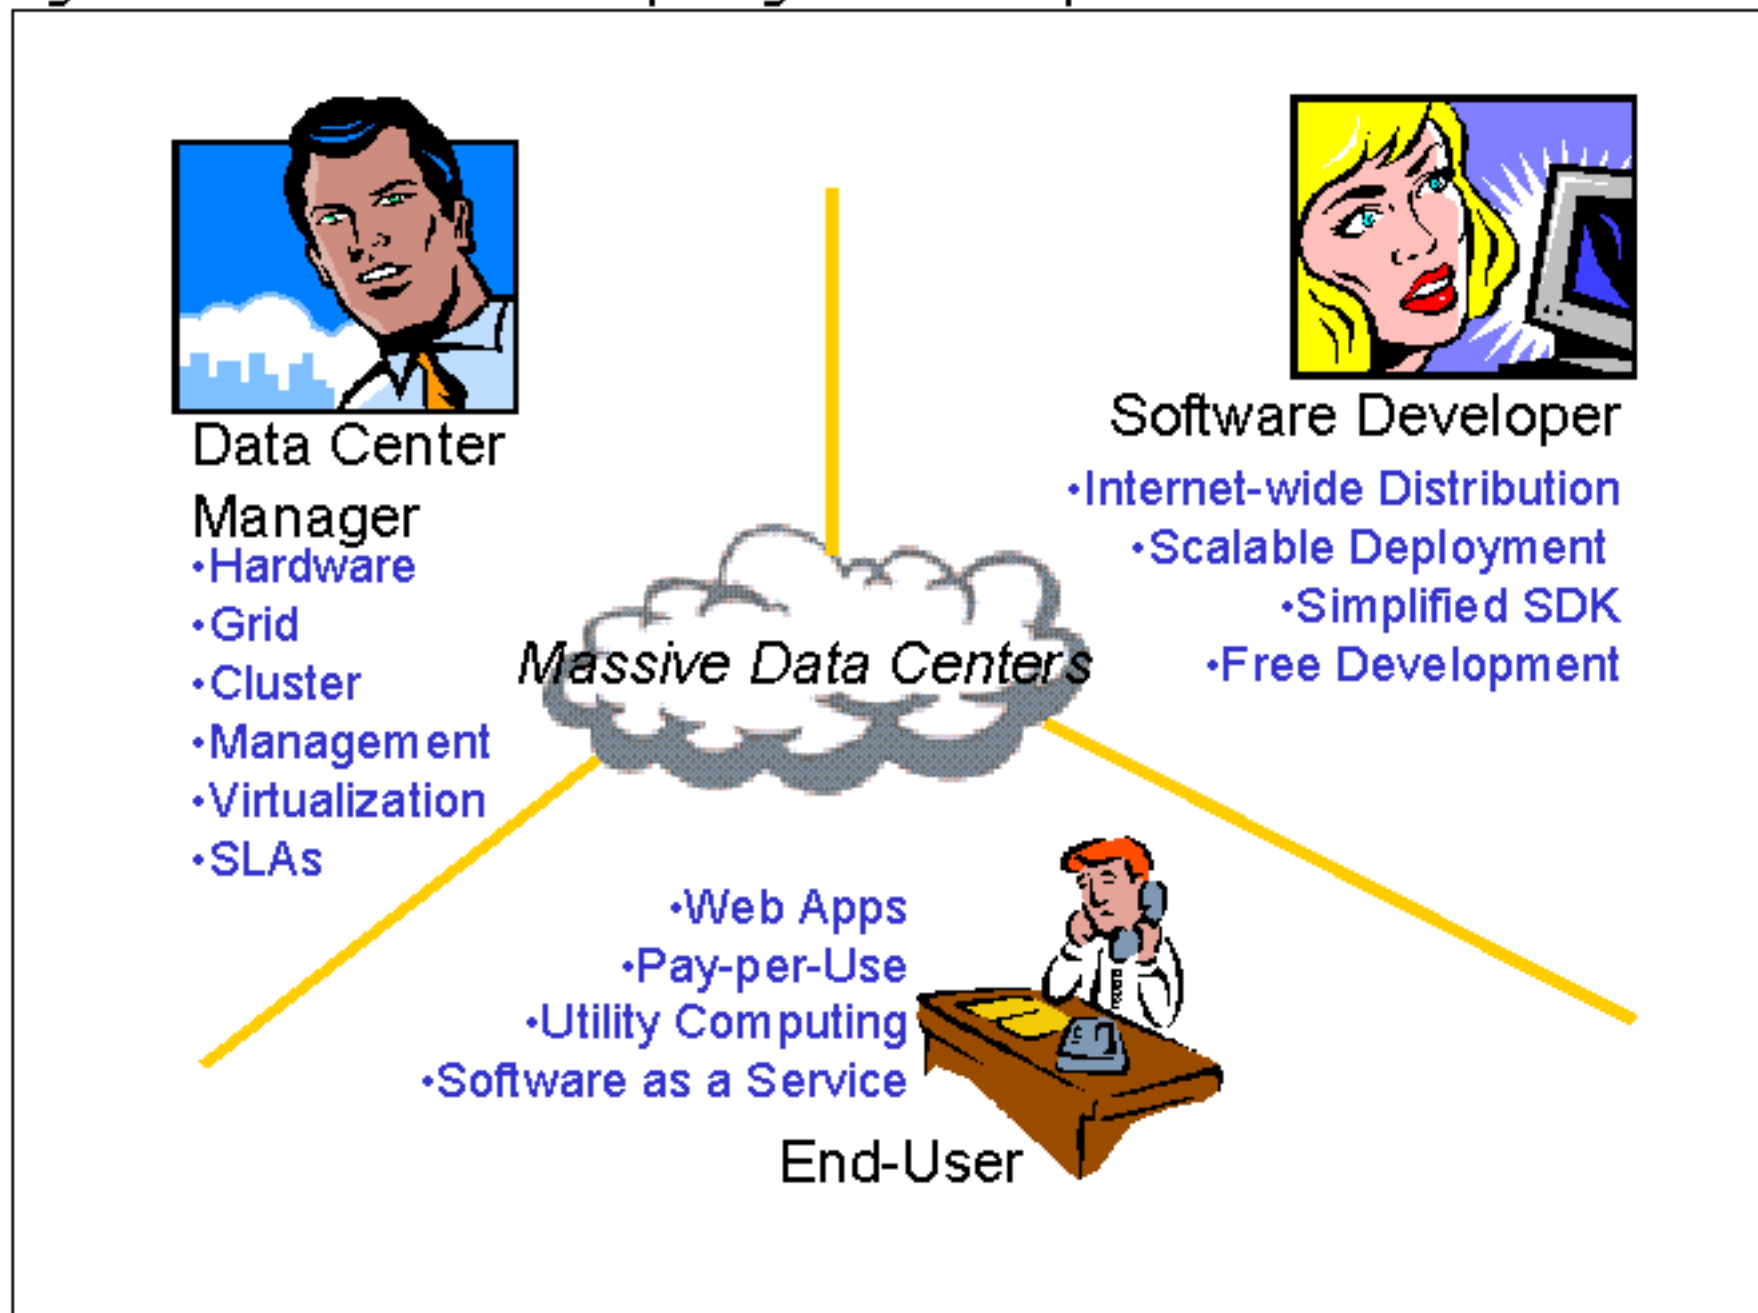 Data Center
Manager
•Hardware
•Grid
•Cluster
•Management
•Virtualization
•SLAs
Software Developer
•Internet-wide Distribution
•Scalable Deployment
•Simplified SDK
•Free Development
Massive Data Centers
•Web Apps
•Pay-per-Use
•Utility Computing
•Software as a Service
End-User